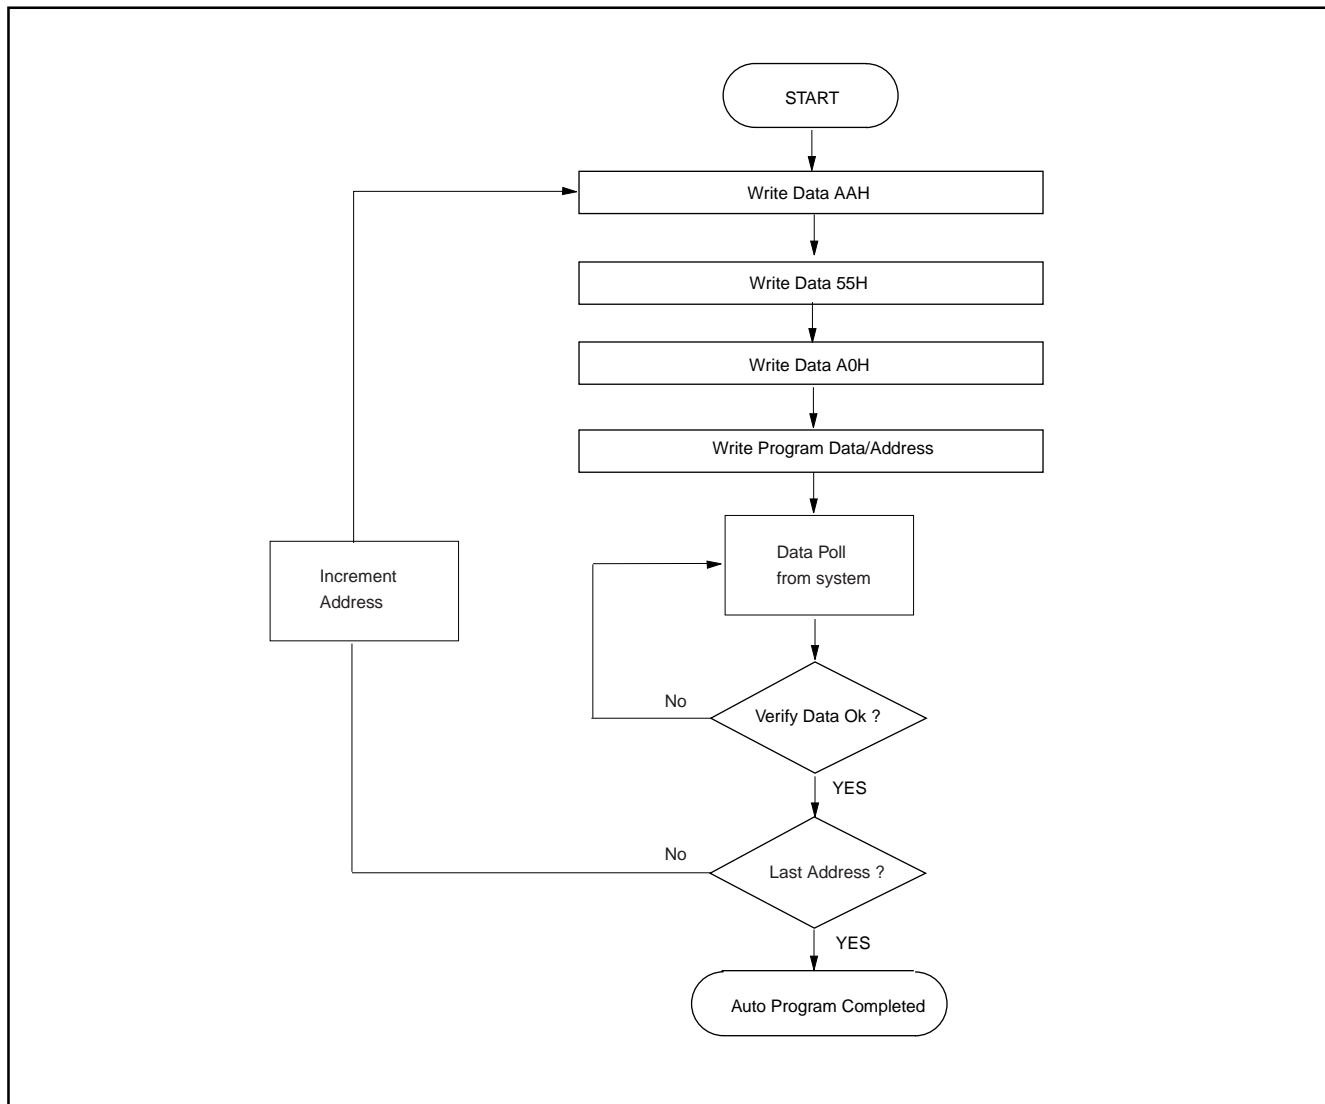 START
Write Data AAH
Write Data 55H
Write Data A0H
Write Program Data/Address
Data Poll
from system
Increment
Address
No
Verify Data Ok ?
YES
No
Last Address ?
YES
Auto Program Completed